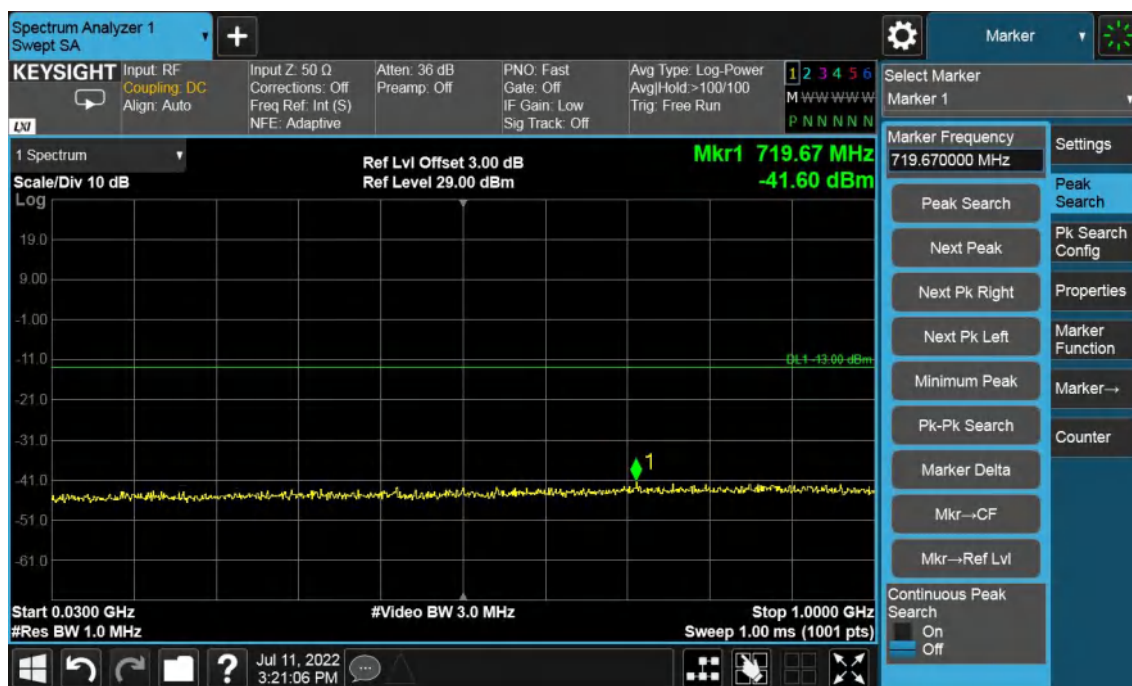 Spectrum Analyzer 1
Swept SA
+
Marker
KEYSIGHT
LXI
Input: RF
Coupling: DC
Align: Auto
Input Z: 50 Ω
Corrections: Off
Freq Ref: Int (S)
NFE: Adaptive
Atten: 36 dB
Preamp: Off
PNO: Fast
Gate: Off
IF Gain: Low
Sig Track: Off
Avg Type: Log-Power
Avg|Hold:>100/100
Trig: Free Run
1 2 3 4 5 6
M W W W W W
P N N N N N
Select Marker
Marker 1
1 Spectrum
Scale/Div 10 dB
Log
Ref Lvl Offset 3.00 dB
Ref Level 29.00 dBm
Mkr1 719.67 MHz
-41.60 dBm
19.0
9.00
-1.00
-11.0
DL1 -13.00 dBm
-21.0
-31.0
1
-41.0
-51.0
-61.0
Start 0.0300 GHz
#Res BW 1.0 MHz
#Video BW 3.0 MHz
Stop 1.0000 GHz
Sweep 1.00 ms (1001 pts)
Marker Frequency
719.670000 MHz
Peak Search
Next Peak
Next Pk Right
Next Pk Left
Minimum Peak
Pk-Pk Search
Marker Delta
Mkr→CF
Mkr→Ref Lvl
Continuous Peak
Search
On
Off
Settings
Peak
Search
Pk Search
Config
Properties
Marker
Function
Marker→
Counter
?
Jul 11, 2022
3:21:06 PM